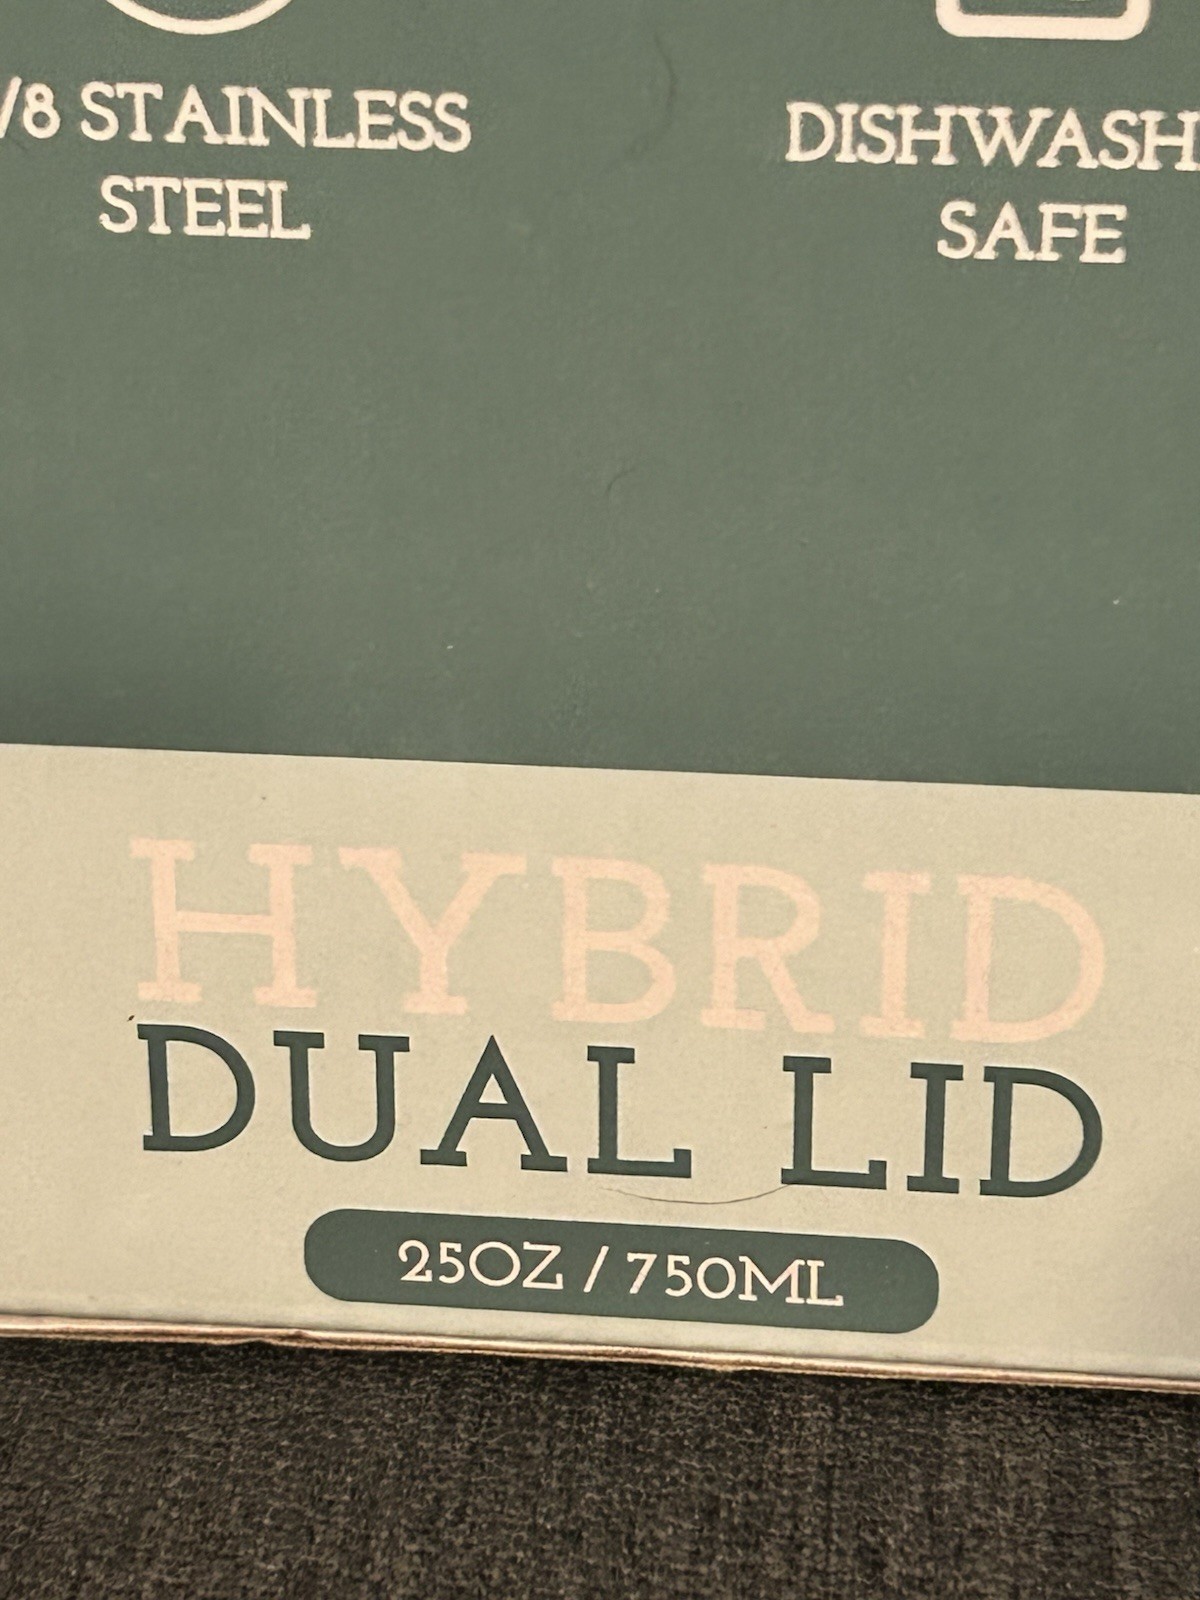 /8 STAINLESS
STEEL
DISHWASH
SAFE
HYBRID
DUAL LID
25OZ / 750ML